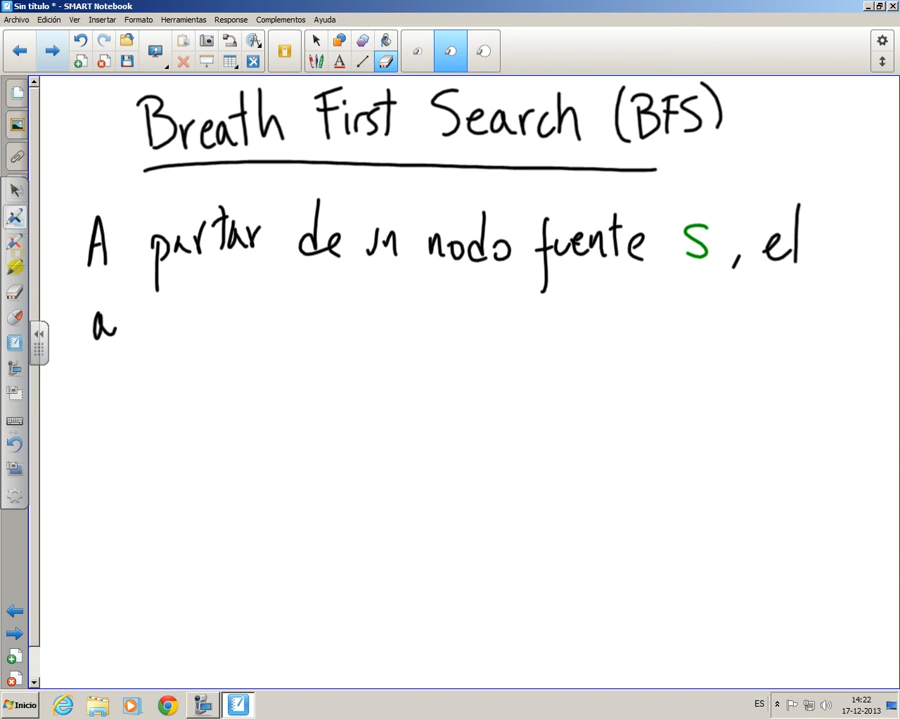 Sin título * - SMART Notebook
Archivo Edición Ver Insertar Formato Herramientas Response Complementos Ayuda
Breath First Search (BFS)
A partar de un nodo fuente s, el
a
Inicio
ES
14:22
17-12-2013